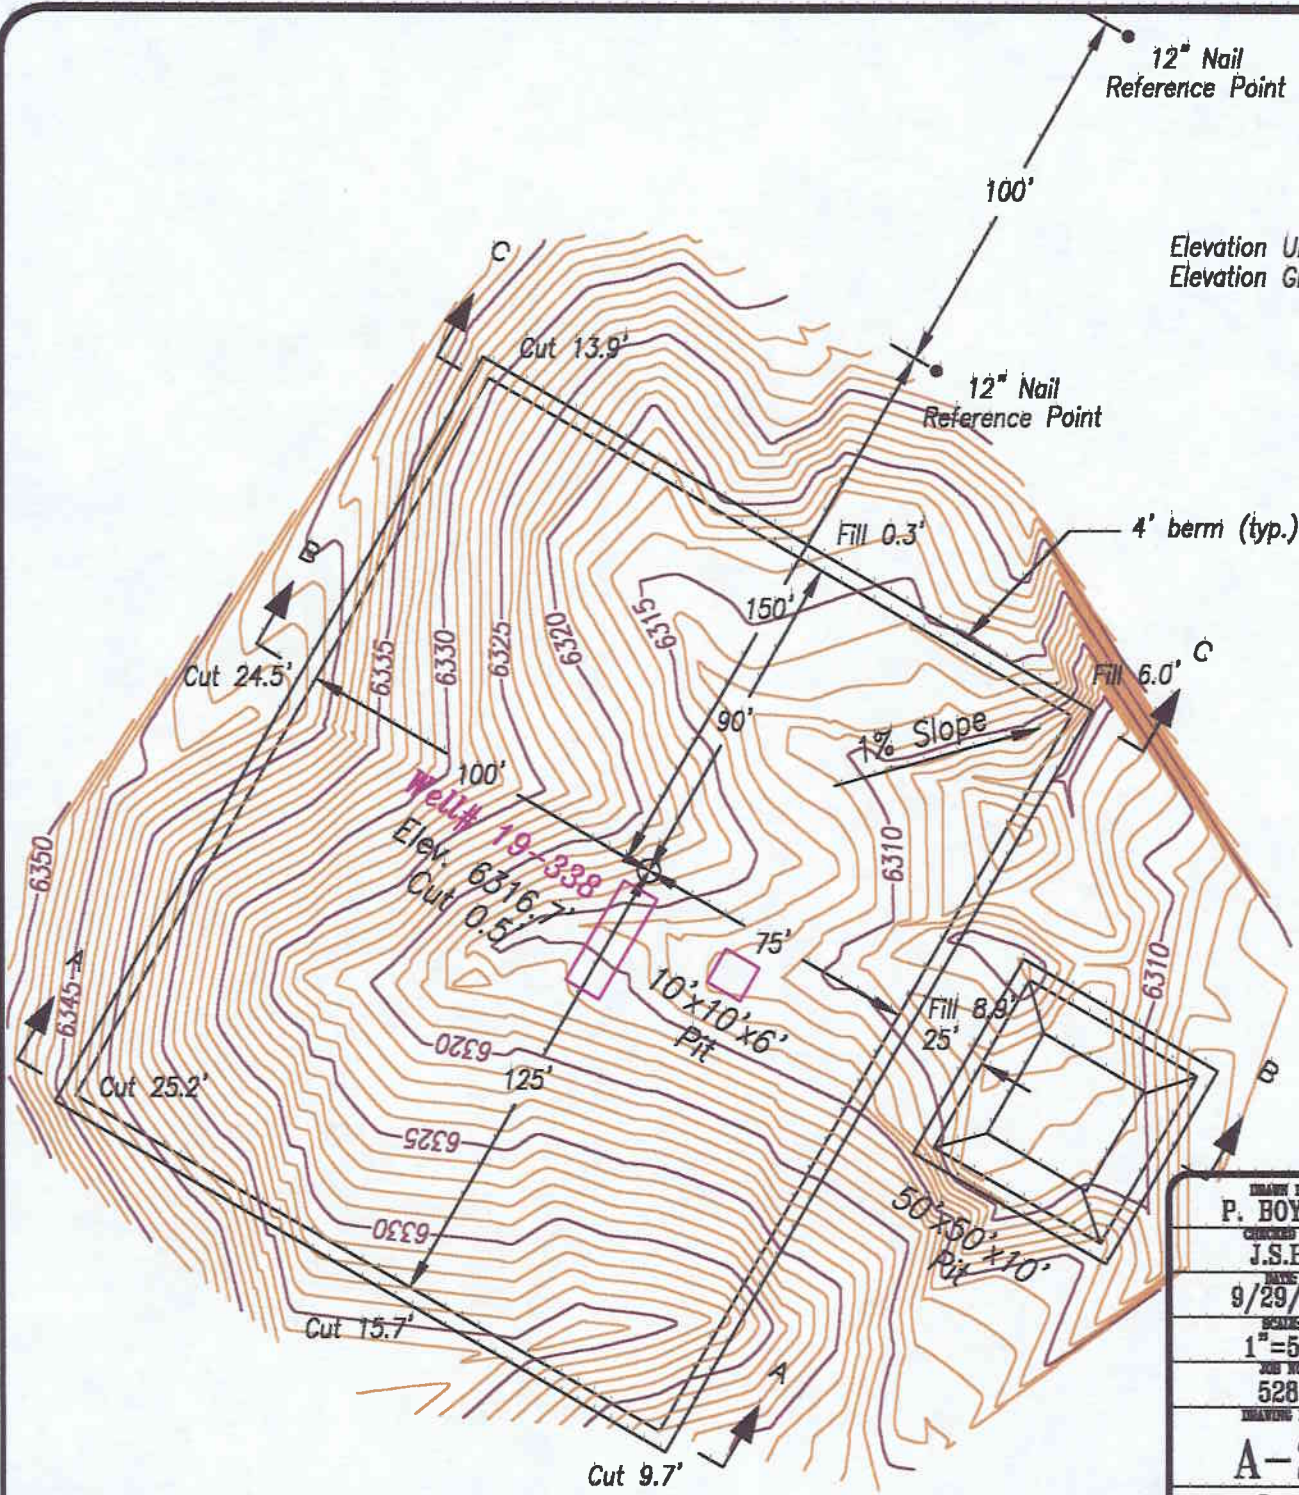 12" Nail
Reference Point
100'
Elevation
Elevation
C
Cut 13.9'
12" Nail
Reference Point
4' berm (typ.)
Fill 0.3'
B
150'
6315
6320
6325
6330
6335
Cut 24.5'
Fill 6.0'
C
90'
1% Slope
100'
Well# 19-338
Elev. 6316.7'
Cut 0.5'
6310
6350
75'
A
6345
10'x10'x6'
Pit
6310
Fill 8.9'
25'
6320
125'
Cut 25.2'
B
6325
50'x50'x10'
Pit
6330
Cut 15.7'
A
Cut 9.7'
P. BOY
J.S.
9/29/
1"=5
528
A-